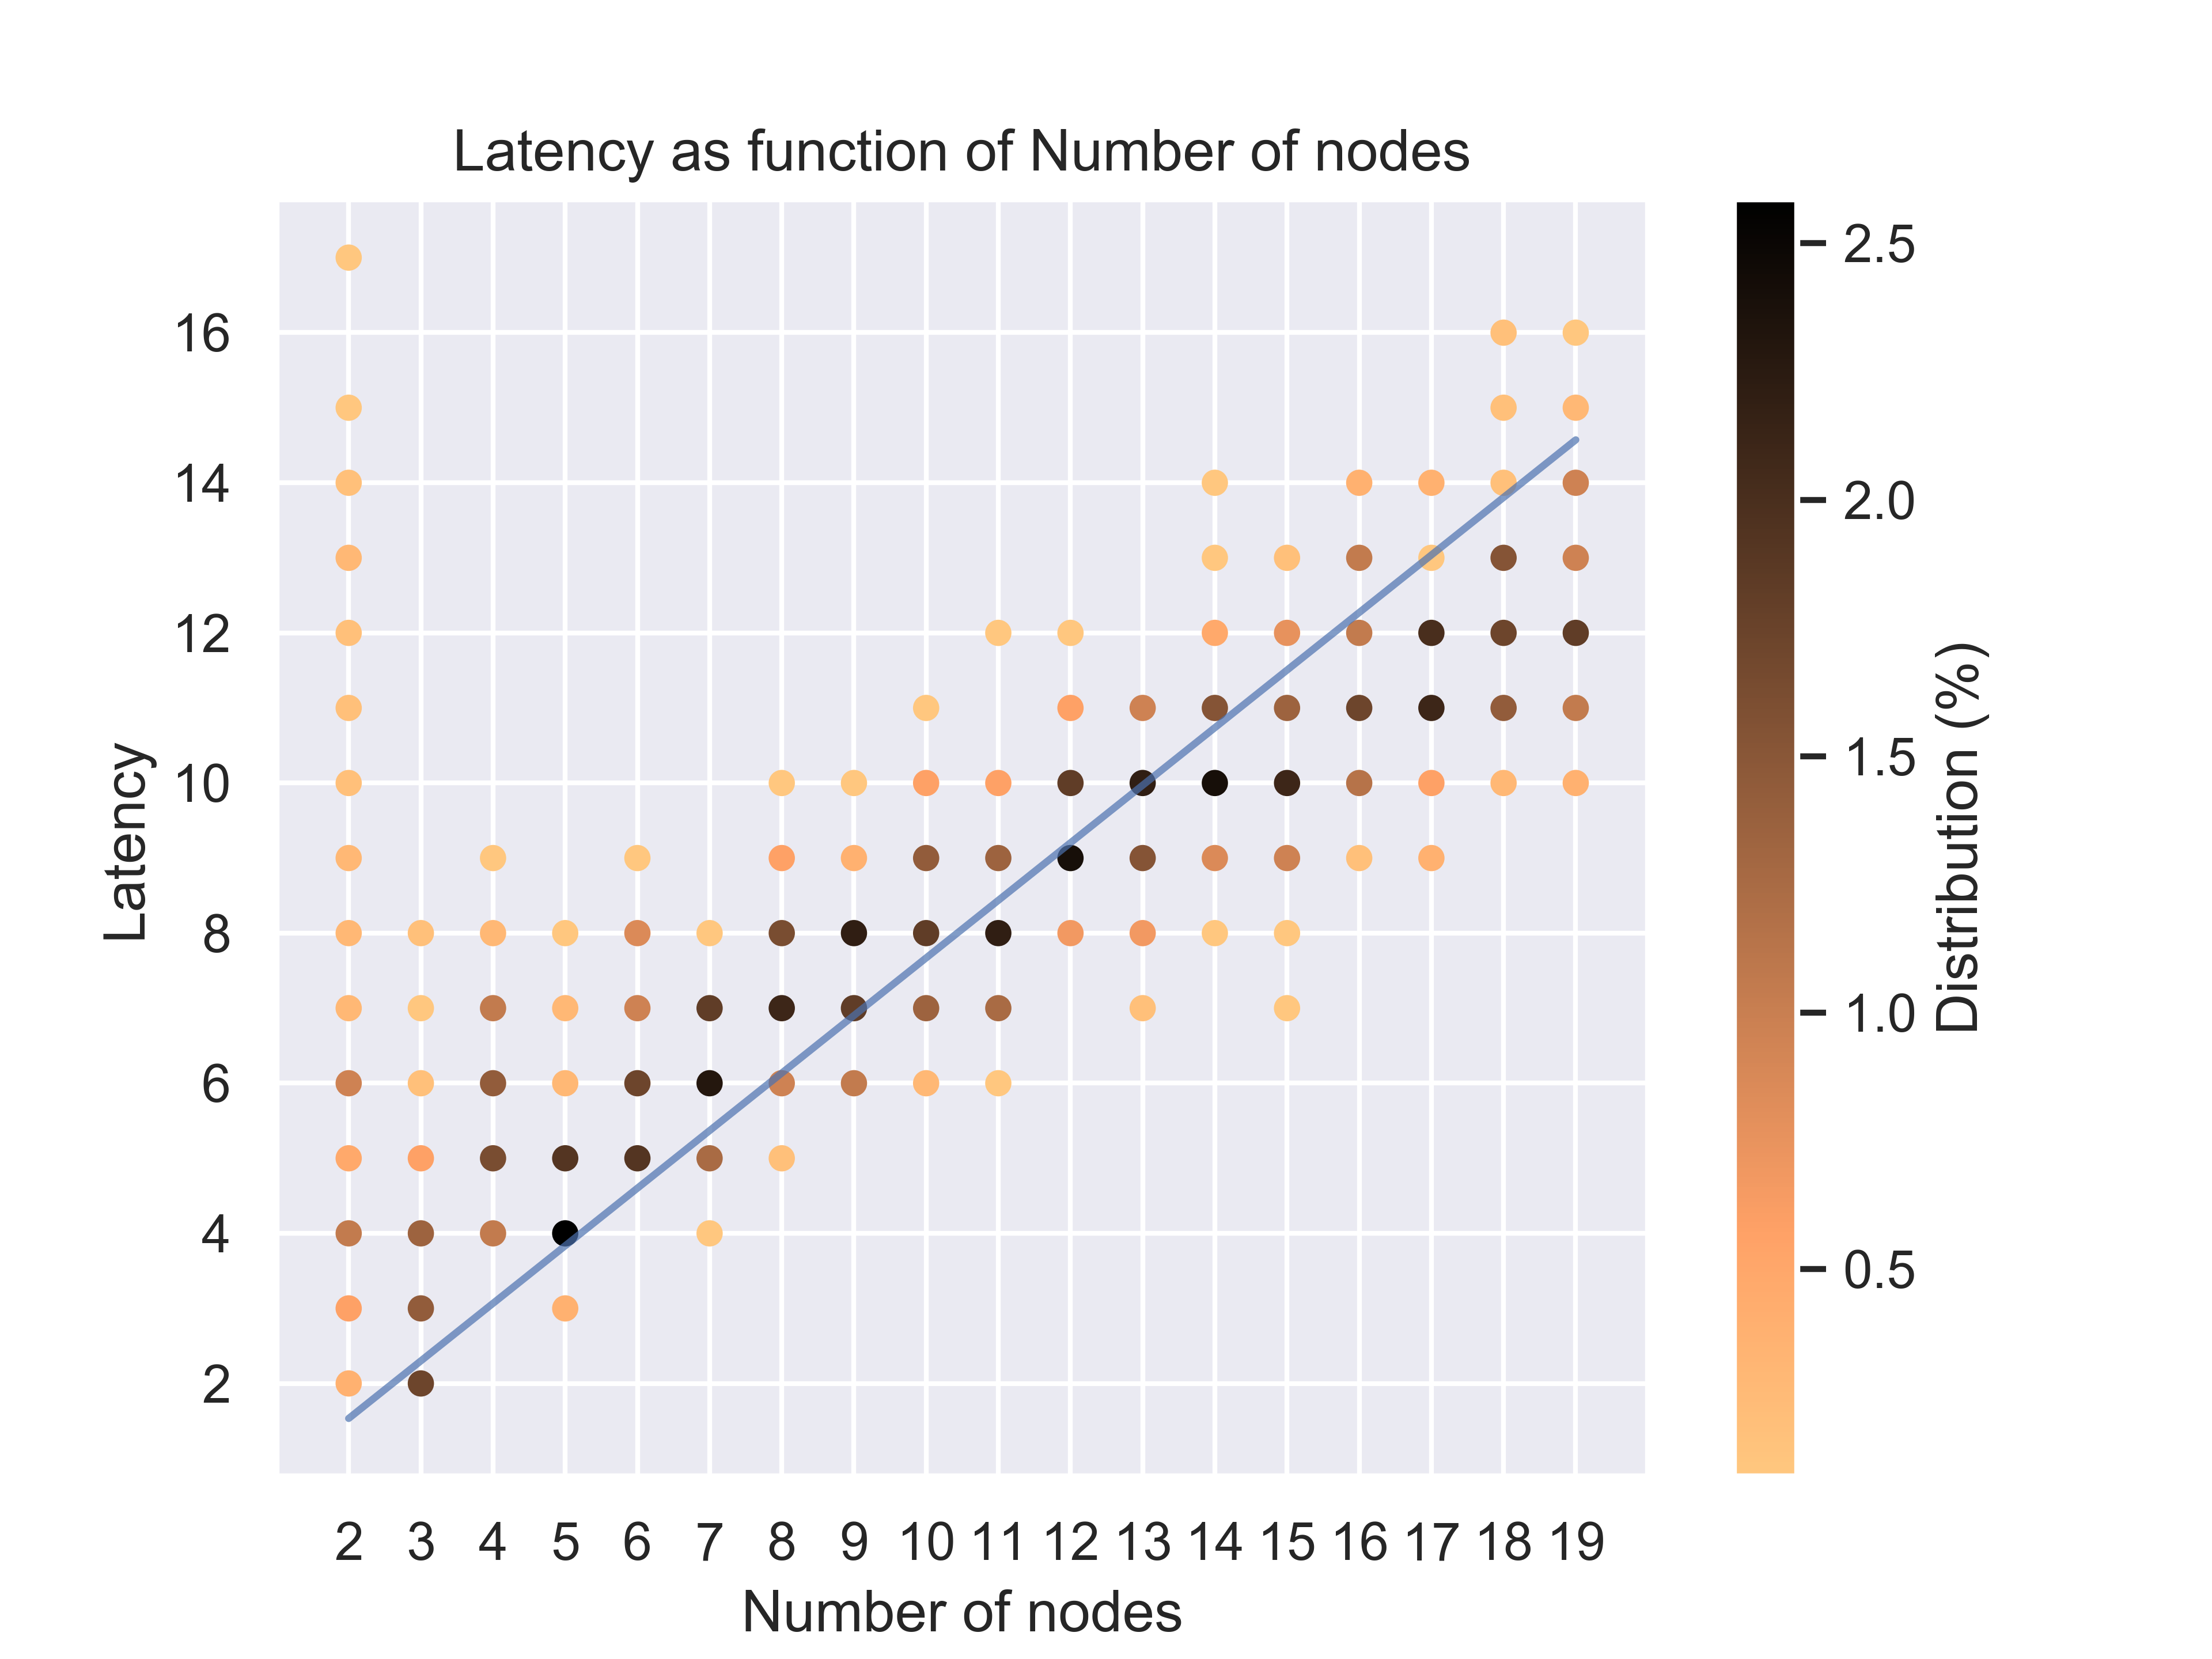 Latency as function of Number of nodes
16
14
12
10
8
6
4
2
Latency
2 3 4 5 6 7 8 9 10 11 12 13 14 15 16 17 18 19
Number of nodes
2.5
2.0
1.5
1.0
0.5
Distribution (%)